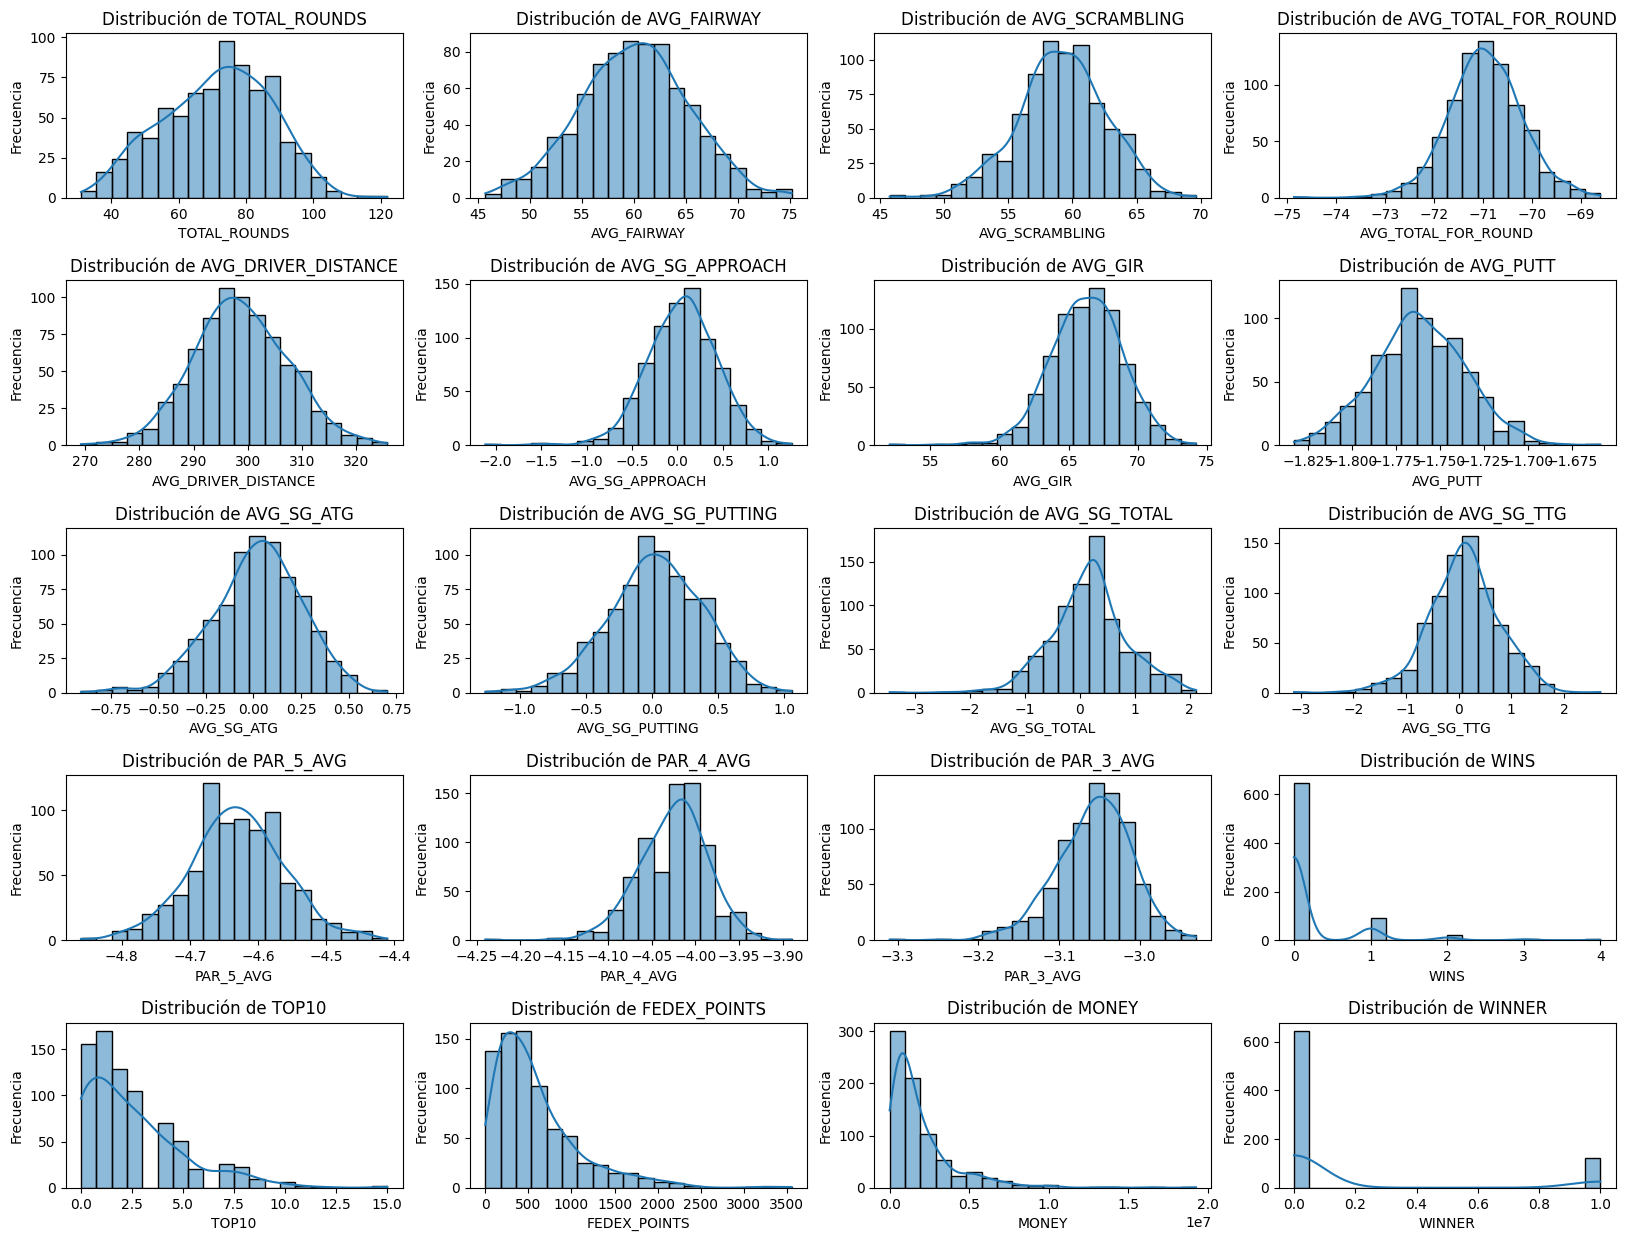 Distribución de TOTAL_ROUNDS
Distribución de AVG_FAIRWAY
Distribución de AVG_SCRAMBLING
Distribución de AVG_TOTAL_FOR_ROUND
Frecuencia
100
75
50
25
0
40 60 80 100 120
TOTAL_ROUNDS
Frecuencia
80
60
40
20
0
45 50 55 60 65 70 75
AVG_FAIRWAY
Frecuencia
100
75
50
25
0
45 50 55 60 65 70
AVG_SCRAMBLING
Frecuencia
100
50
0
−75 −74 −73 −72 −71 −70 −69
AVG_TOTAL_FOR_ROUND
Distribución de AVG_DRIVER_DISTANCE
Distribución de AVG_SG_APPROACH
Distribución de AVG_GIR
Distribución de AVG_PUTT
Frecuencia
100
75
50
25
0
270 280 290 300 310 320
AVG_DRIVER_DISTANCE
Frecuencia
150
100
50
0
−2.0 −1.5 −1.0 −0.5 0.0 0.5 1.0
AVG_SG_APPROACH
Frecuencia
100
50
0
55 60 65 70 75
AVG_GIR
Frecuencia
100
50
0
−1.825 −1.800 −1.775 −1.750 −1.725 −1.700 −1.675
AVG_PUTT
Distribución de AVG_SG_ATG
Distribución de AVG_SG_PUTTING
Distribución de AVG_SG_TOTAL
Distribución de AVG_SG_TTG
Frecuencia
100
75
50
25
0
−0.75 −0.50 −0.25 0.00 0.25 0.50 0.75
AVG_SG_ATG
Frecuencia
100
75
50
25
0
−1.0 −0.5 0.0 0.5 1.0
AVG_SG_PUTTING
Frecuencia
150
100
50
0
−3 −2 −1 0 1 2
AVG_SG_TOTAL
Frecuencia
150
100
50
0
−3 −2 −1 0 1 2
AVG_SG_TTG
Distribución de PAR_5_AVG
Distribución de PAR_4_AVG
Distribución de PAR_3_AVG
Distribución de WINS
Frecuencia
100
50
0
−4.8 −4.7 −4.6 −4.5 −4.4
PAR_5_AVG
Frecuencia
150
100
50
0
−4.25 −4.20 −4.15 −4.10 −4.05 −4.00 −3.95 −3.90
PAR_4_AVG
Frecuencia
150
100
50
0
−3.3 −3.2 −3.1 −3.0
PAR_3_AVG
Frecuencia
600
400
200
0
0 1 2 3 4
WINS
Distribución de TOP10
Distribución de FEDEX_POINTS
Distribución de MONEY
Distribución de WINNER
Frecuencia
150
100
50
0
0.0 2.5 5.0 7.5 10.0 12.5 15.0
TOP10
Frecuencia
150
100
50
0
0 500 1000 1500 2000 2500 3000 3500
FEDEX_POINTS
Frecuencia
300
200
100
0
0.0 0.5 1.0 1.5 2.0
1e7
MONEY
Frecuencia
600
400
200
0
0.0 0.2 0.4 0.6 0.8 1.0
WINNER